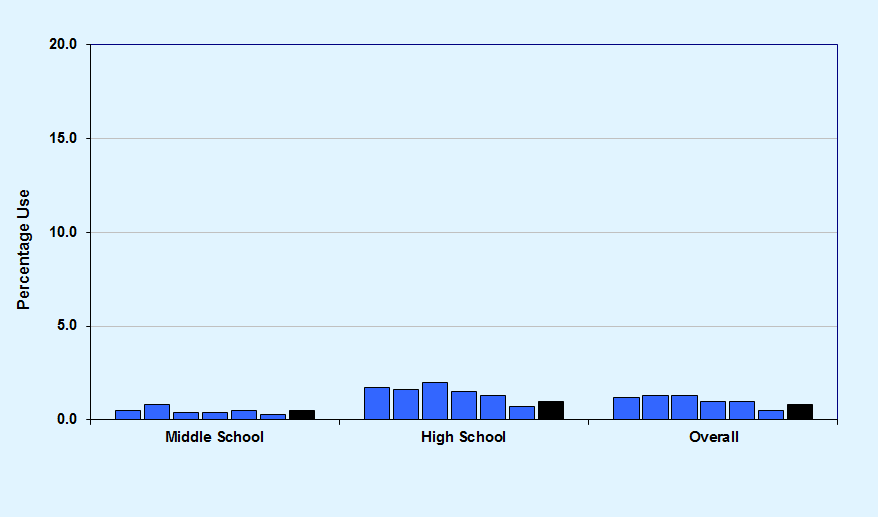 20.0
15.0
10.0
5.0
0.0
Percentage Use
Middle School
High School
Overall